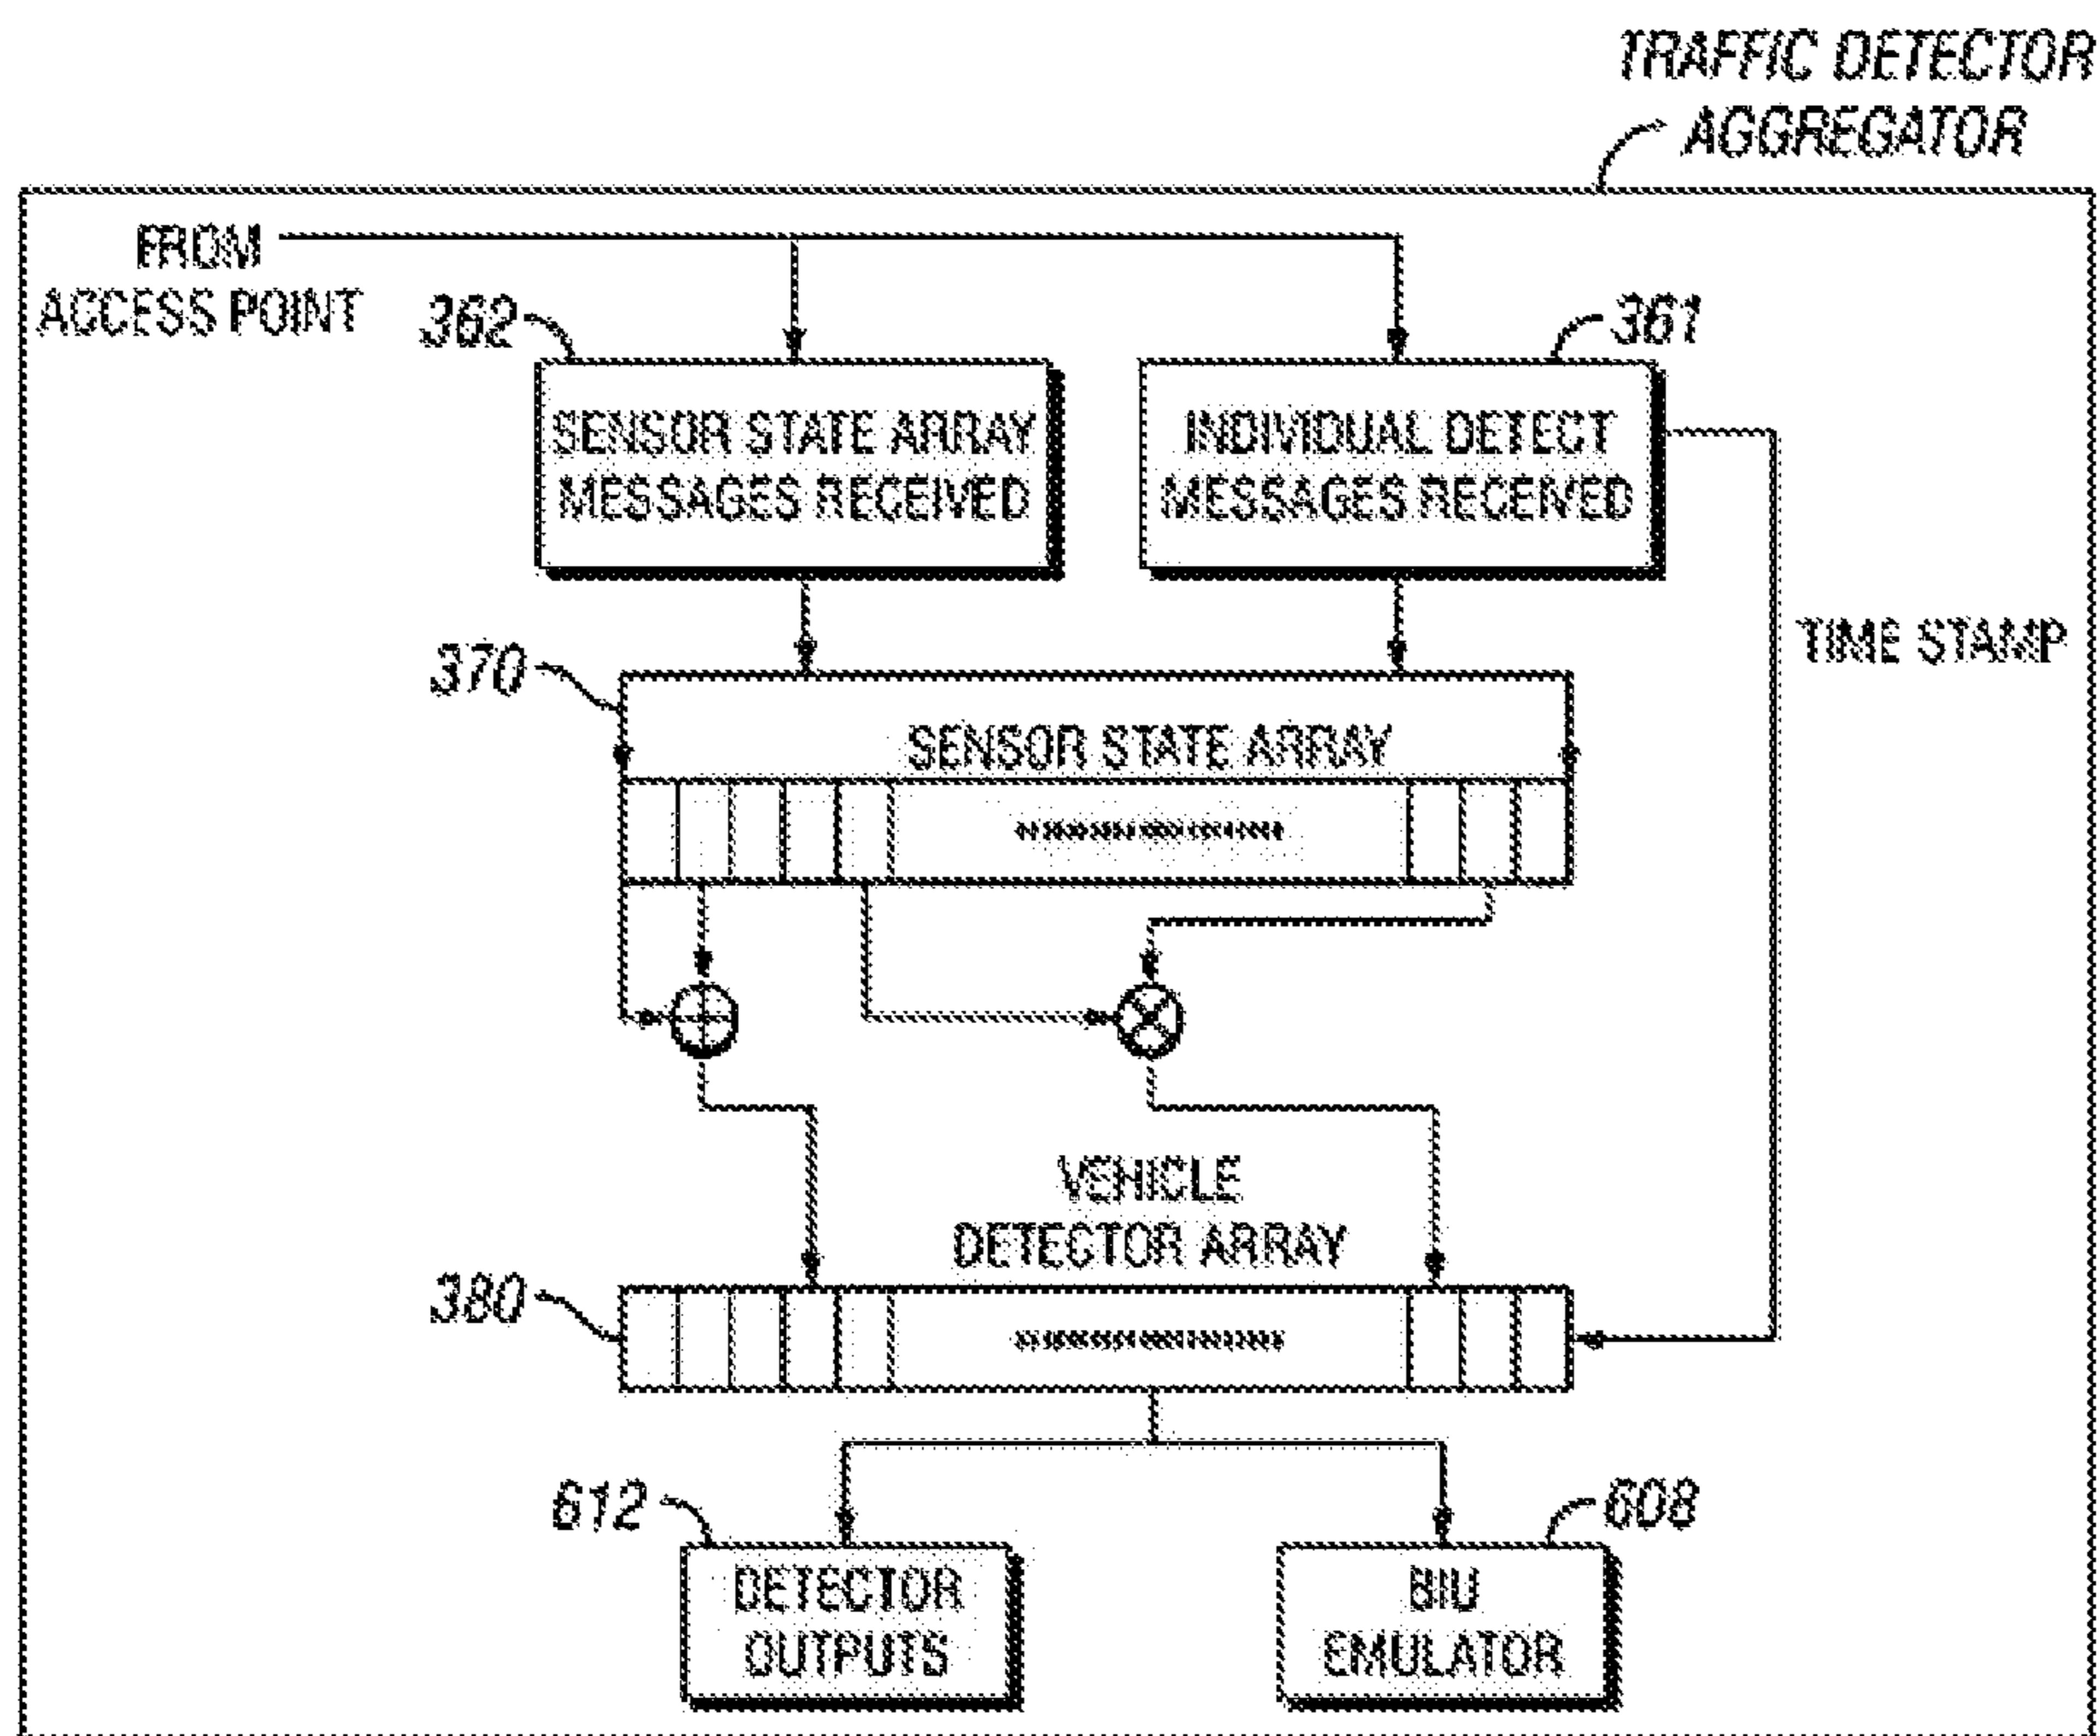 TRAFFIC DETECTOR
AGGREGATOR
FROM
ACCESS POINT
362
361
SENSOR STATE ARRAY
MESSAGES RECEIVED
INDIVIDUAL DETECT
MESSAGES RECEIVED
TIME STAMP
370
SENSOR STATE ARRAY
VEHICLE
DETECTOR ARRAY
380
612
608
DETECTOR
OUTPUTS
BIU
EMULATOR